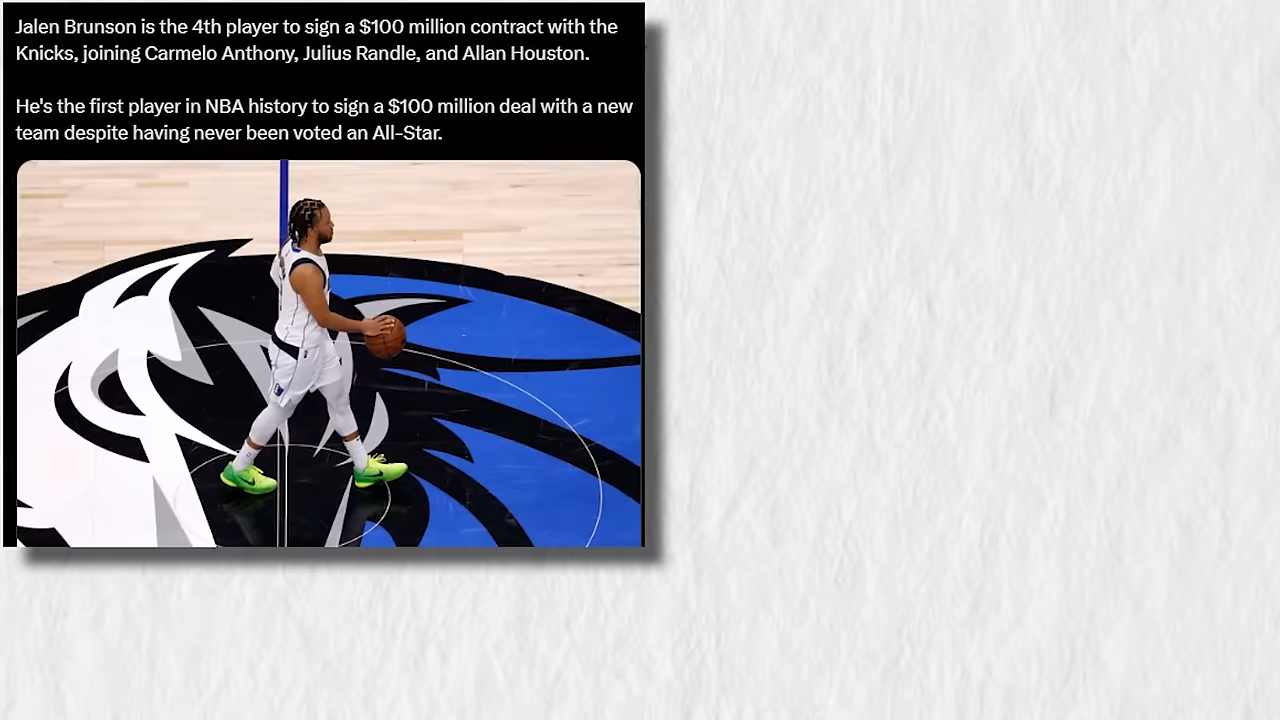 Jalen Brunson is the 4th player to sign a $100 million contract with the
Knicks, joining Carmelo Anthony, Julius Randle, and Allan Houston.
He's the first player in NBA history to sign a $100 million deal with a new
team despite having never been voted an All-Star.